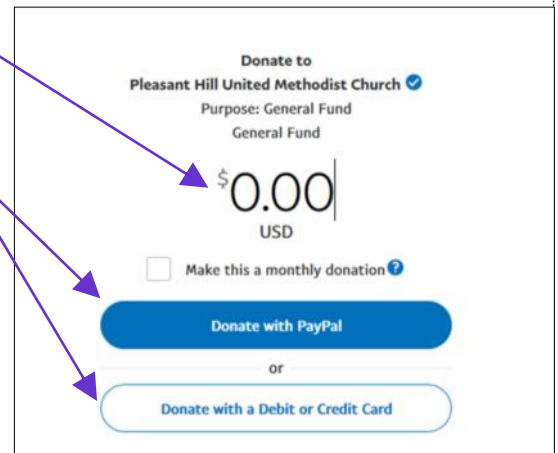 Donate to
Pleasant Hill United Methodist Church
Purpose: General Fund
General Fund
$0.00
USD
Make this a monthly donation ?
Donate with PayPal
or
Donate with a Debit or Credit Card